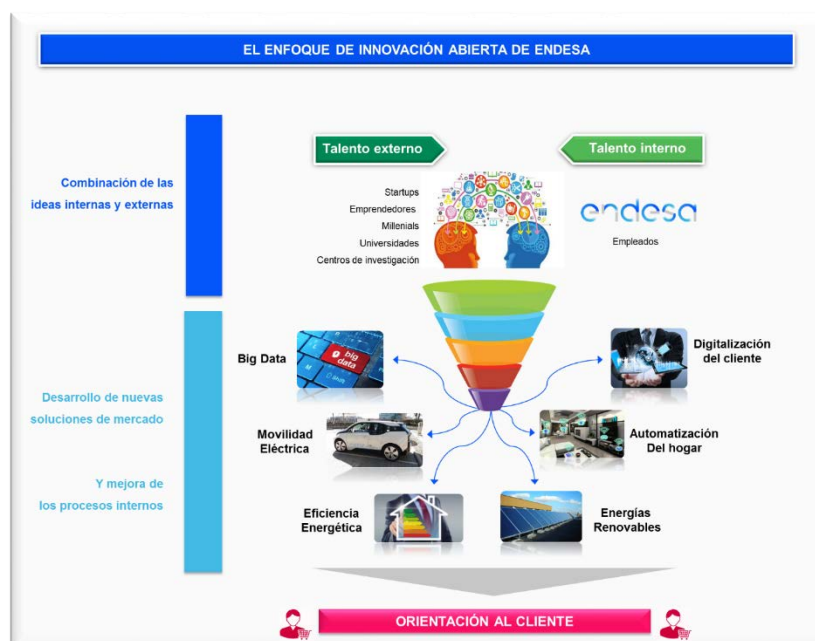 EL ENFOQUE DE INNOVACIÓN ABIERTA DE ENDESA
Talento externo
Talento interno
Combinación de las
ideas internas y externas
Startups
Emprendedores
Millenials
Universidades
Centros de investigación
endesa
Empleados
Big Data
big
data
Digitalización
del cliente
Desarrollo de nuevas
soluciones de mercado
Movilidad
Eléctrica
Automatización
Del hogar
Y mejora de
los procesos internos
Eficiencia
Energética
Energías
Renovables
ORIENTACIÓN AL CLIENTE